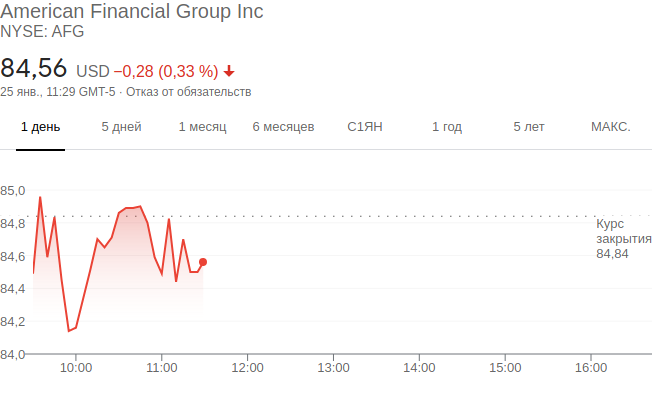 American Financial Group Inc
NYSE: AFG
84,56 USD −0,28 (0,33 %)
25 янв., 11:29 GMT-5 · Отказ от обязательств
1 день 5 дней 1 месяц 6 месяцев С1ЯН 1 год 5 лет МАКС.
85,0
84,8
Курс
закрытия
84,84
84,6
84,4
84,2
84,0
10:00 11:00 12:00 13:00 14:00 15:00 16:00